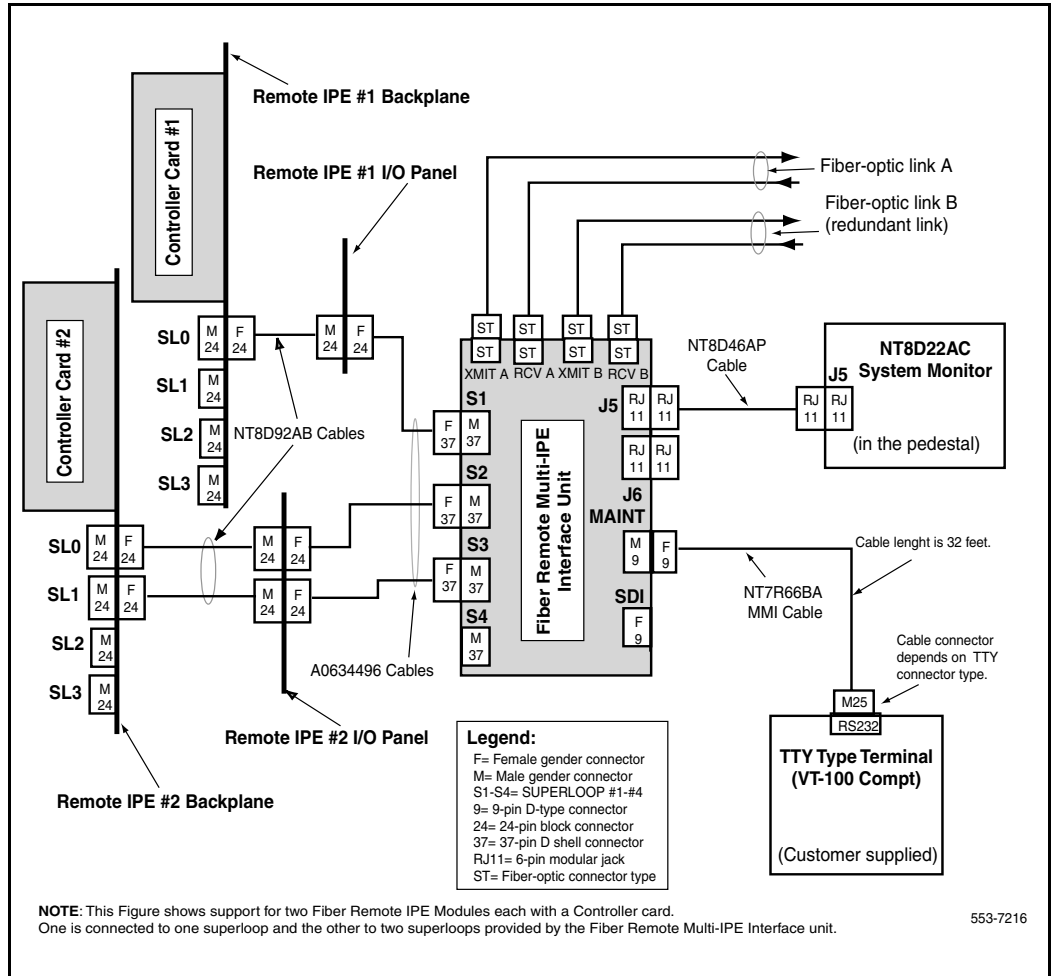 Remote IPE #1 Backplane
Controller Card #1
Remote IPE #1 I/O Panel
Fiber-optic link A
Fiber-optic link B
(redundant link)
Controller Card #2
SL0
M
24
F
24
M
24
F
24
SL1
M
24
SL2
M
24
SL3
M
24
NT8D92AB Cables
ST
ST
ST
ST
ST
ST
ST
ST
XMIT A
RCV A
XMIT B
RCV B
Fiber Remote Multi-IPE
Interface Unit
S1
F
37
M
37
S2
F
37
M
37
S3
F
37
M
37
S4
M
37
J5
RJ
11
RJ
11
RJ
11
RJ
11
J6
MAINT
M
9
F
9
SDI
F
9
NT8D46AP
Cable
RJ
11
RJ
11
J5
NT8D22AC
System Monitor
(in the pedestal)
SL0
M
24
F
24
M
24
F
24
SL1
M
24
F
24
M
24
F
24
SL2
M
24
SL3
M
24
A0634496 Cables
Cable lenght is 32 feet.
NT7R66BA
MMI Cable
Cable connector
depends on TTY
connector type.
M25
RS232
TTY Type Terminal
(VT-100 Compt)
(Customer supplied)
Remote IPE #2 I/O Panel
Remote IPE #2 Backplane
Legend:
F= Female gender connector
M= Male gender connector
S1-S4= SUPERLOOP #1-#4
9= 9-pin D-type connector
24= 24-pin block connector
37= 37-pin D shell connector
RJ11= 6-pin modular jack
ST= Fiber-optic connector type
NOTE: This Figure shows support for two Fiber Remote IPE Modules each with a Controller card.
One is connected to one superloop and the other to two superloops provided by the Fiber Remote Multi-IPE Interface unit.
553-7216